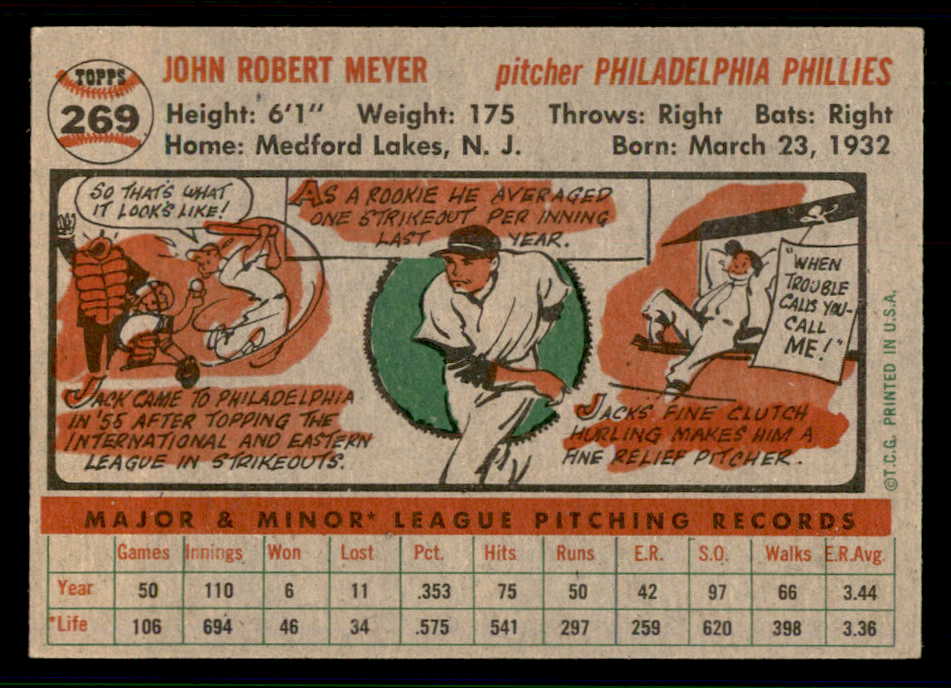 TOPPS
269
JOHN ROBERT MEYER pitcher PHILADELPHIA PHILLIES
Height: 6'1" Weight: 175 Throws: Right Bats: Right
Home: Medford Lakes, N. J. Born: March 23, 1932
SO THAT'S WHAT
IT LOOKS LIKE!
AS A ROOKIE HE AVERAGED
ONE STRIKEOUT PER INNING
LAST YEAR.
"WHEN
TROUBLE
CALLS YOU-
CALL
ME!"
JACK CAME TO PHILADELPHIA
IN '55 AFTER TOPPING THE
INTERNATIONAL AND EASTERN
LEAGUE IN STRIKEOUTS.
JACKS FINE CLUTCH
HURLING MAKES HIM A
FINE RELIEF PITCHER.
©T.C.G. PRINTED IN U.S.A.
MAJOR & MINOR* LEAGUE PITCHING RECORDS
Games Innings Won Lost Pct. Hits Runs E.R. S.O. Walks E.R.Avg.
Year 50 110 6 11 .353 75 50 42 97 66 3.44
*Life 106 694 46 34 .575 541 297 259 620 398 3.36